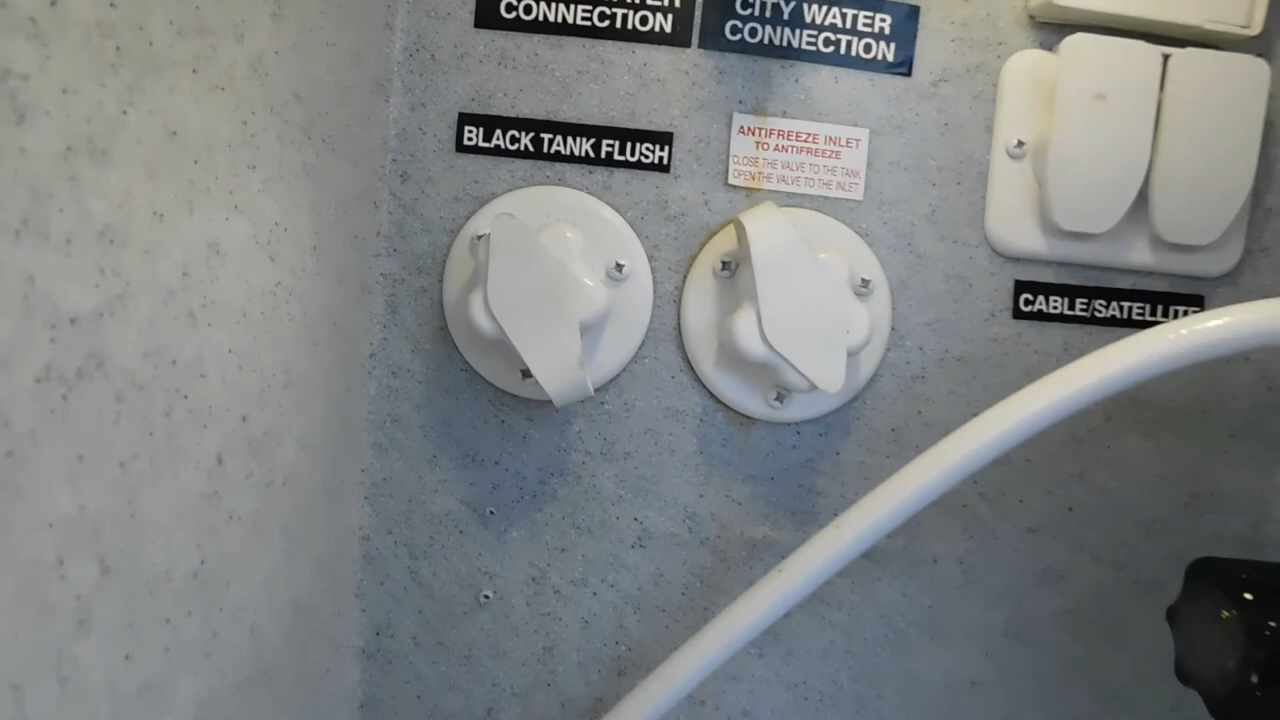 CONNECTION
CITY WATER
CONNECTION
BLACK TANK FLUSH
ANTIFREEZE INLET
TO ANTIFREEZE
CLOSE THE VALVE TO THE TANK
OPEN THE VALVE TO THE INLET
CABLE/SATELLITE